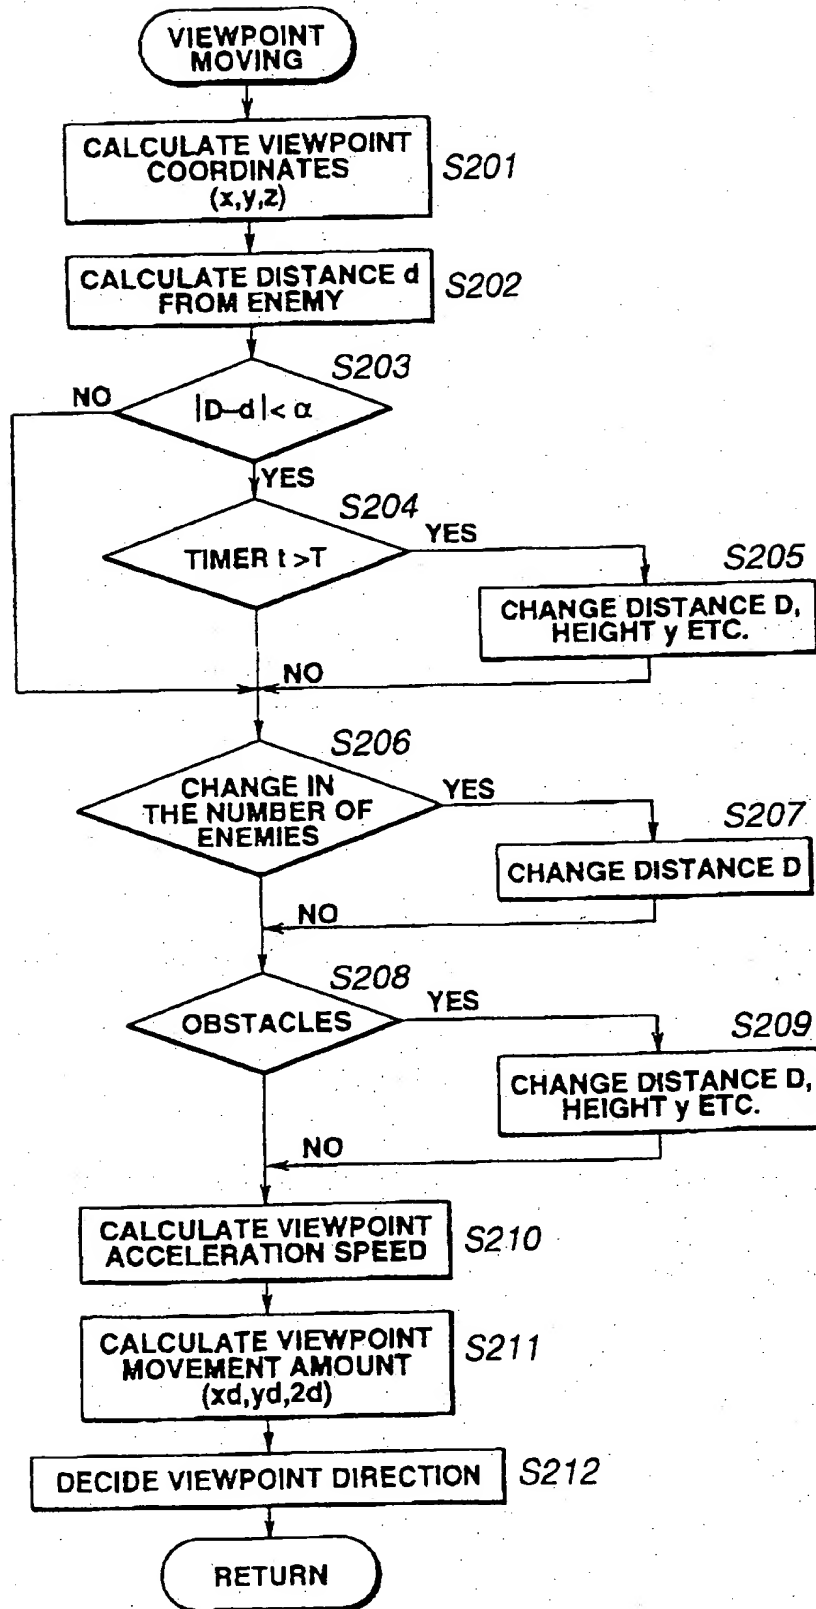 VIEWPOINT
MOVING
CALCULATE VIEWPOINT
COORDINATES
(x,y,z)
S201
CALCULATE DISTANCE d
FROM ENEMY
S202
S203
NO
|D–d|< α
YES
S204
TIMER t >T
YES
S205
CHANGE DISTANCE D,
HEIGHT y ETC.
NO
S206
CHANGE IN
THE NUMBER OF
ENEMIES
YES
S207
CHANGE DISTANCE D
NO
S208
OBSTACLES
YES
S209
CHANGE DISTANCE D,
HEIGHT y ETC.
NO
CALCULATE VIEWPOINT
ACCELERATION SPEED
S210
CALCULATE VIEWPOINT
MOVEMENT AMOUNT
(xd,yd,2d)
S211
DECIDE VIEWPOINT DIRECTION
S212
RETURN